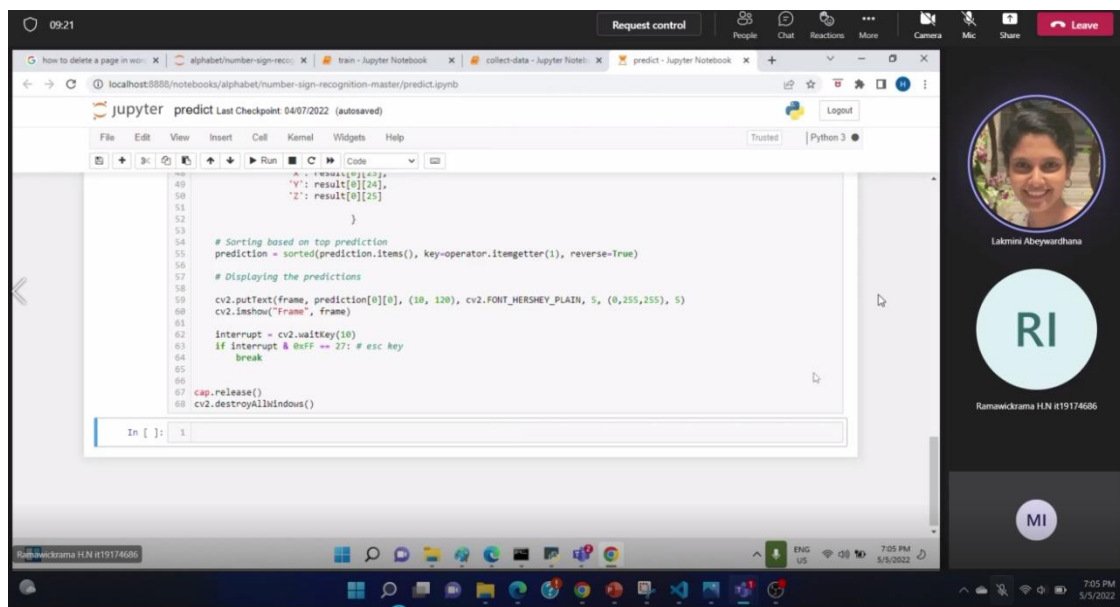 09:21
Request control
People
Chat
Reactions
More
Camera
Mic
Share
Leave
how to delete a page in wor
alphabet/number-sign-recog
train - Jupyter Notebook
collect-data - Jupyter Noteb
predict - Jupyter Notebook
localhost:8888/notebooks/alphabet/number-sign-recognition-master/predict.ipynb
H
jupyter predict Last Checkpoint: 04/07/2022 (autosaved)
Logout
File Edit View Insert Cell Kernel Widgets Help
Trusted
Python 3
Run
Code
48 'X': result[0][23],
49 'Y': result[0][24],
50 'Z': result[0][25]
51
52 }
53
54 # Sorting based on top prediction
55 prediction = sorted(prediction.items(), key=operator.itemgetter(1), reverse=True)
56
57 # Displaying the predictions
58
59 cv2.putText(frame, prediction[0][0], (10, 120), cv2.FONT_HERSHEY_PLAIN, 5, (0,255,255), 5)
60 cv2.imshow("Frame", frame)
61
62 interrupt = cv2.waitKey(10)
63 if interrupt & 0xFF == 27: # esc key
64 break
65
66
67 cap.release()
68 cv2.destroyAllWindows()
In [ ]: 1
Lakmini Abeywardhana
RI
Ramawickrama H.N it19174686
MI
Ramawickrama H.N it19174686
ENG
US
7:05 PM
5/5/2022
7:05 PM
5/5/2022